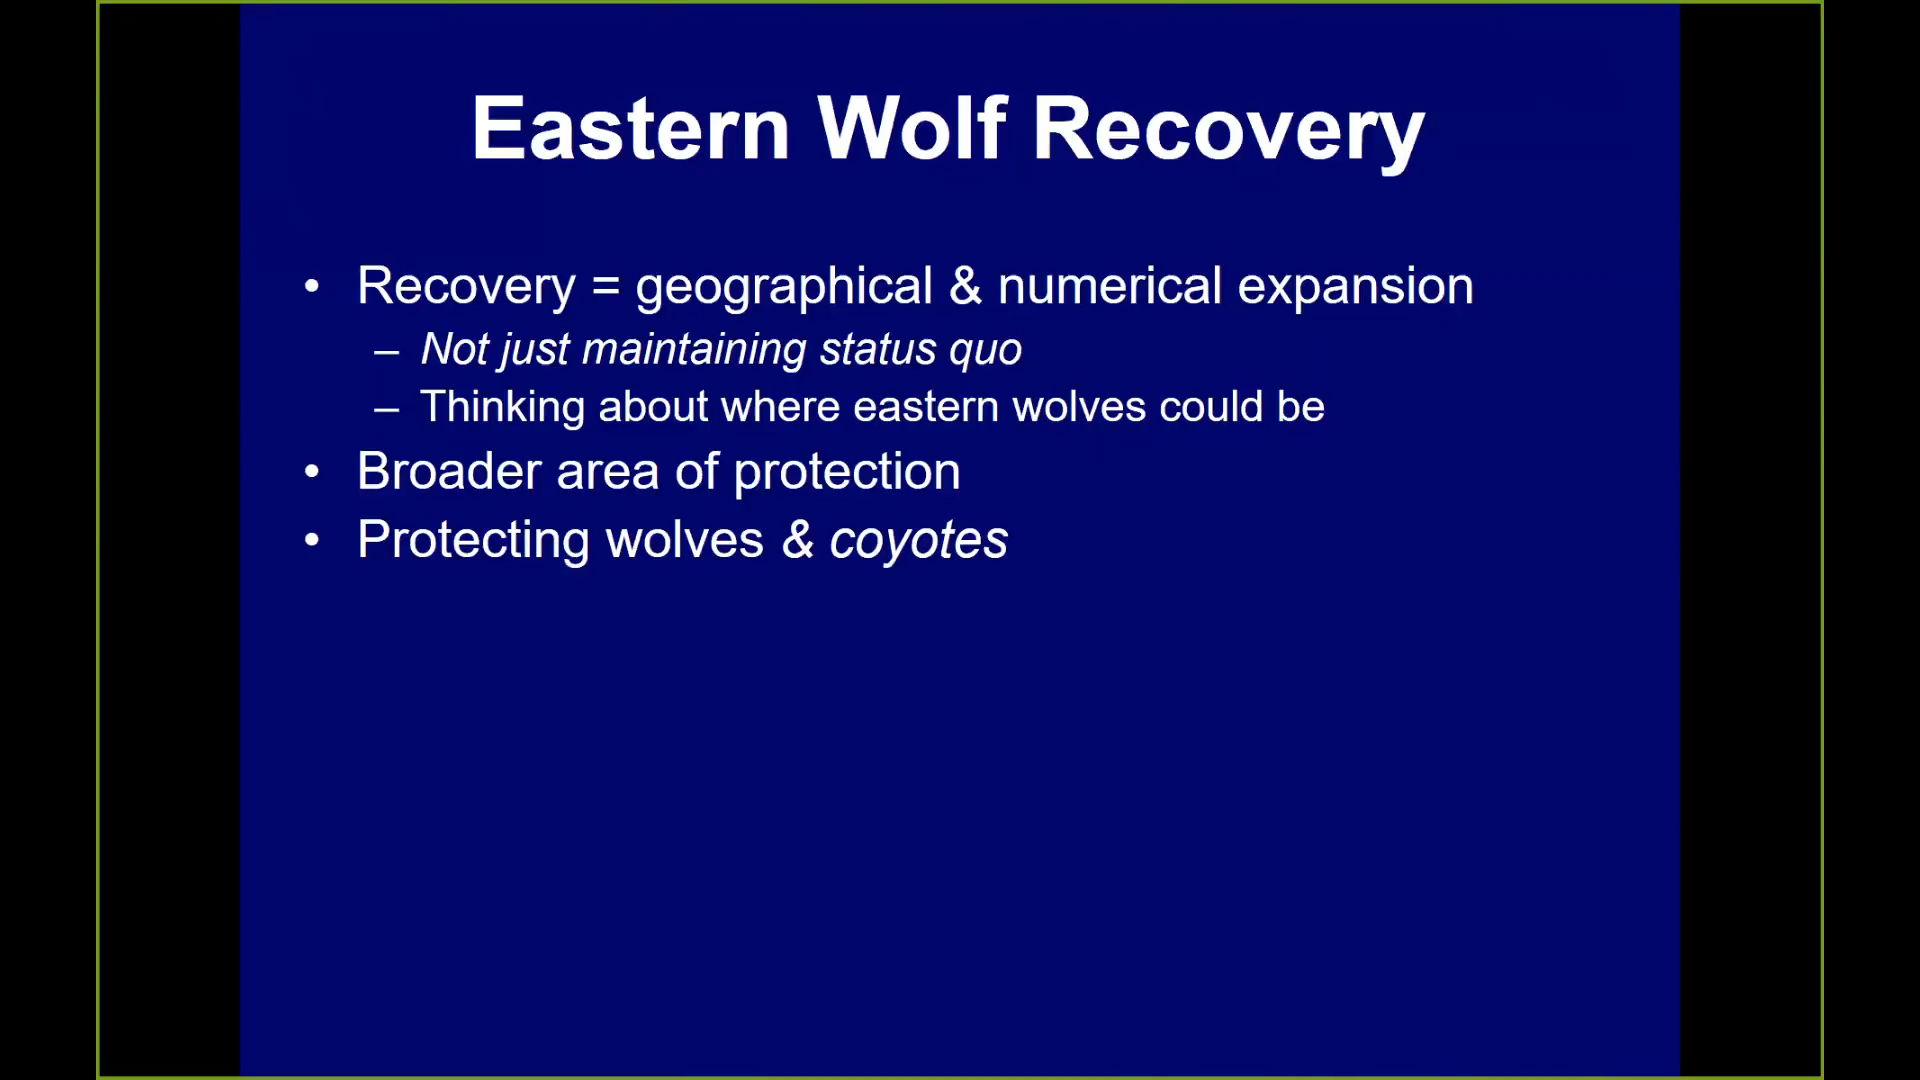 Eastern Wolf Recovery
• Recovery = geographical & numerical expansion
– Not just maintaining status quo
– Thinking about where eastern wolves could be
• Broader area of protection
• Protecting wolves & coyotes